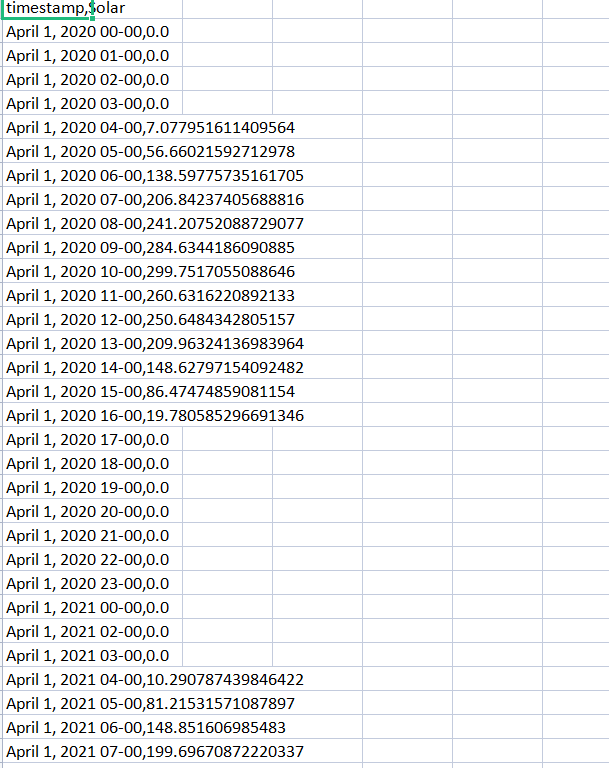 timestamp,Solar
April 1, 2020 00-00,0.0
April 1, 2020 01-00,0.0
April 1, 2020 02-00,0.0
April 1, 2020 03-00,0.0
April 1, 2020 04-00,7.077951611409564
April 1, 2020 05-00,56.66021592712978
April 1, 2020 06-00,138.59775735161705
April 1, 2020 07-00,206.84237405688816
April 1, 2020 08-00,241.20752088729077
April 1, 2020 09-00,284.6344186090885
April 1, 2020 10-00,299.7517055088646
April 1, 2020 11-00,260.6316220892133
April 1, 2020 12-00,250.6484342805157
April 1, 2020 13-00,209.96324136983964
April 1, 2020 14-00,148.62797154092482
April 1, 2020 15-00,86.47474859081154
April 1, 2020 16-00,19.780585296691346
April 1, 2020 17-00,0.0
April 1, 2020 18-00,0.0
April 1, 2020 19-00,0.0
April 1, 2020 20-00,0.0
April 1, 2020 21-00,0.0
April 1, 2020 22-00,0.0
April 1, 2020 23-00,0.0
April 1, 2021 00-00,0.0
April 1, 2021 02-00,0.0
April 1, 2021 03-00,0.0
April 1, 2021 04-00,10.290787439846422
April 1, 2021 05-00,81.21531571087897
April 1, 2021 06-00,148.851606985483
April 1, 2021 07-00,199.69670872220337